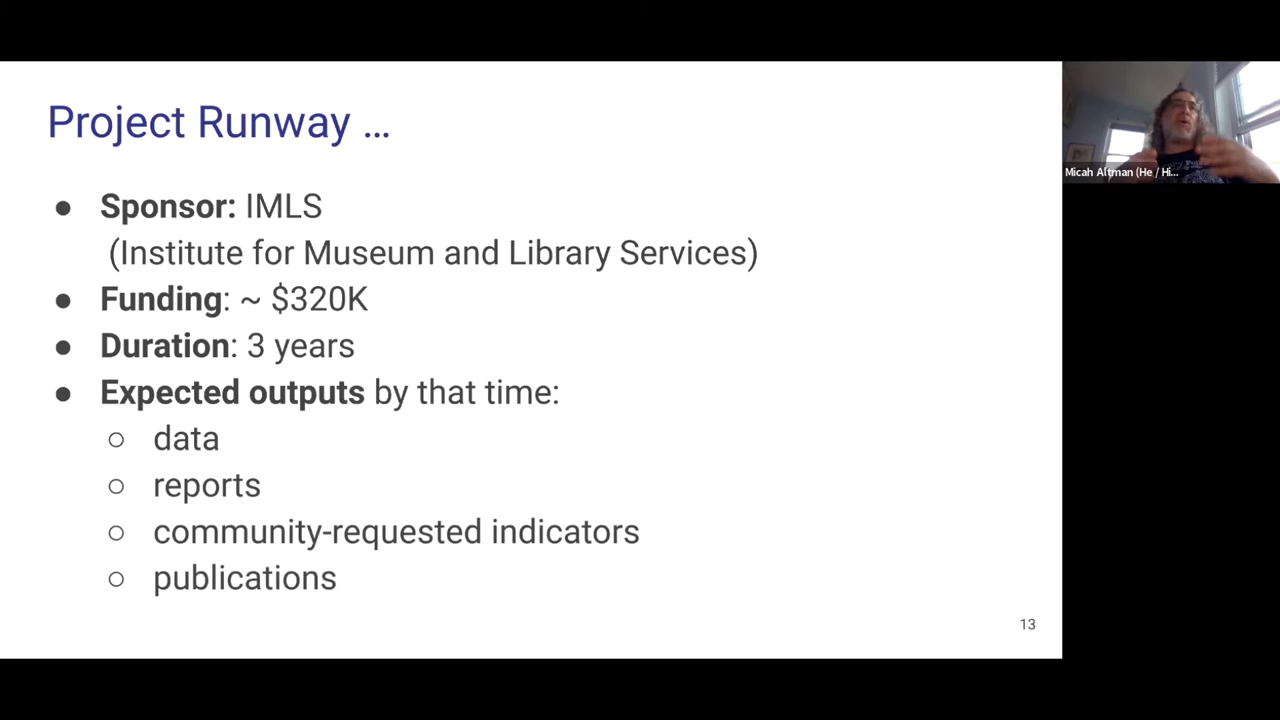 Project Runway ...
● Sponsor: IMLS
(Institute for Museum and Library Services)
● Funding: ~ $320K
● Duration: 3 years
● Expected outputs by that time:
○ data
○ reports
○ community-requested indicators
○ publications
13
Micah Altman (He / Hi...